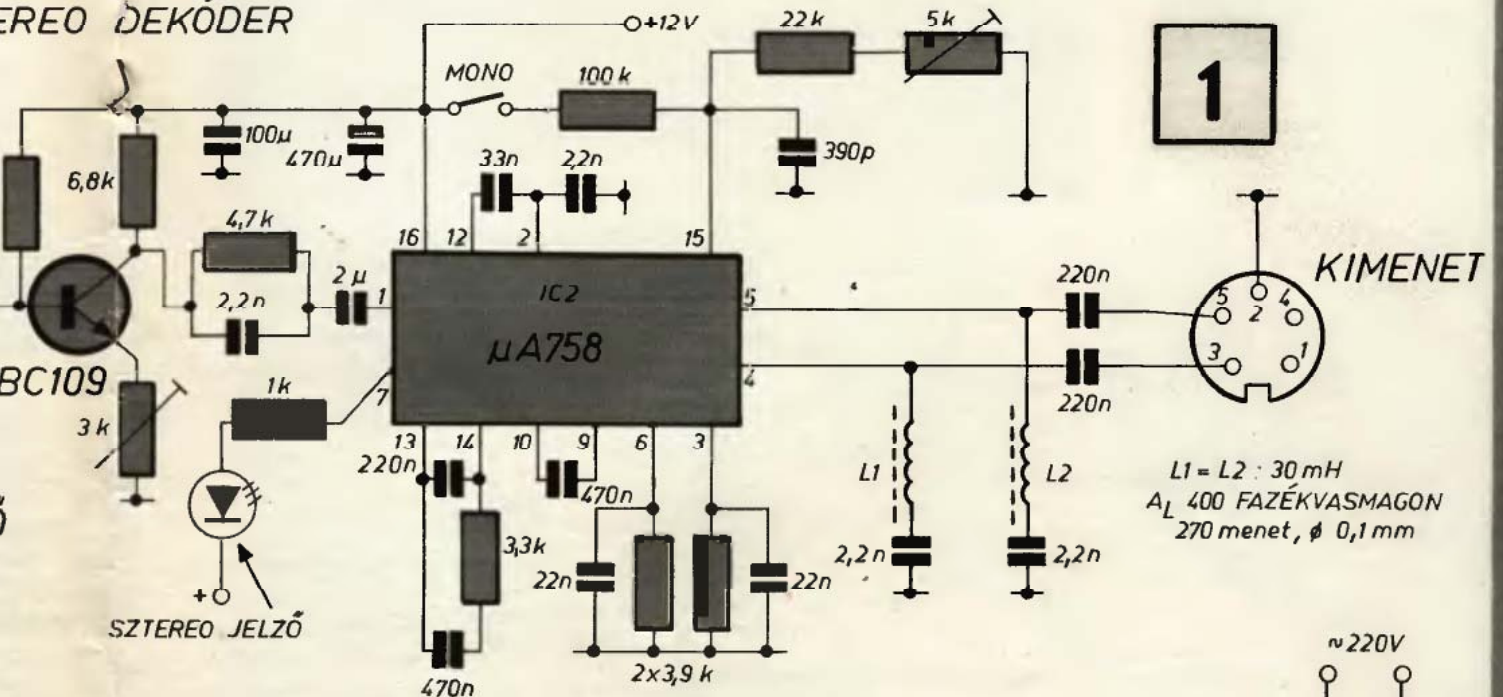 EREO DEKÓDER
+12V
22k
5k
1
MONO
100k
100µ
470µ
33n
2,2n
390p
6,8k
4,7k
16
12
2
15
2,2n
2µ
1
IC2
µA758
5
4
7
220n
220n
5
2
4
3
1
KIMENET
BC109
1k
3k
13
14
10
9
6
3
220n
470n
L1
L2
L1 = L2 : 30 mH
AL 400 FAZÉKVASMAGON
270 menet, ϕ 0,1 mm
3,3k
22n
22n
2,2n
2,2n
+
SZTEREO JELZŐ
470n
2x3,9 k
~220V